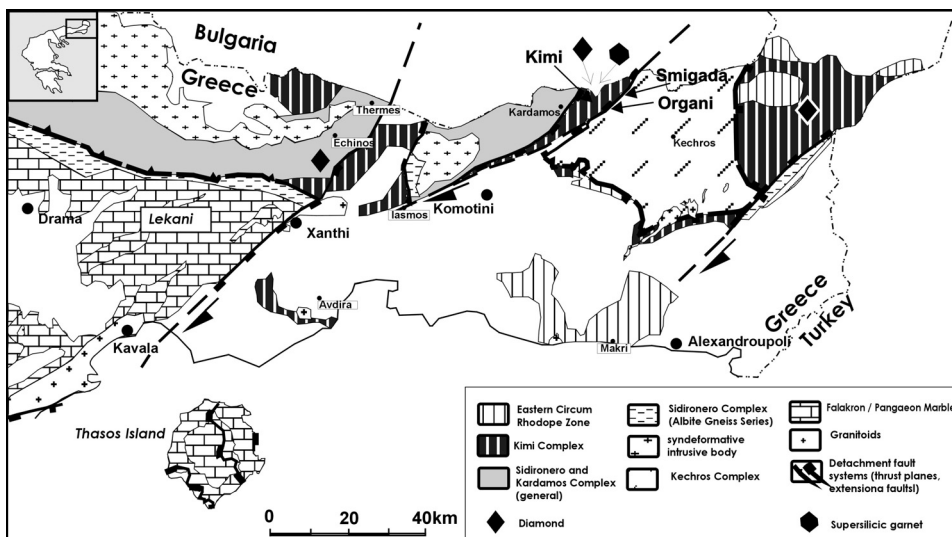 Bulgaria
Greece
Kimi
Smigada
Organi
Thermes
Echinos
Kardamos
Kechros
Drama
Lekani
Xanthi
Iasmos
Komotini
Avdira
Kavala
Makri
Alexandroupoli
Greece
Turkey
Thasos Island
0 20 40km
Eastern Circum
Rhodope Zone
Kimi Complex
Sidironero and
Kardamos Complex
(general)
Diamond
Sidironero Complex
(Albite Gneiss Series)
syndeformative
intrusive body
Kechros Complex
Falakron / Pangaeon Marble
Granitoids
Detachment fault
systems (thrust planes,
extensiona faultsl)
Supersilicic garnet